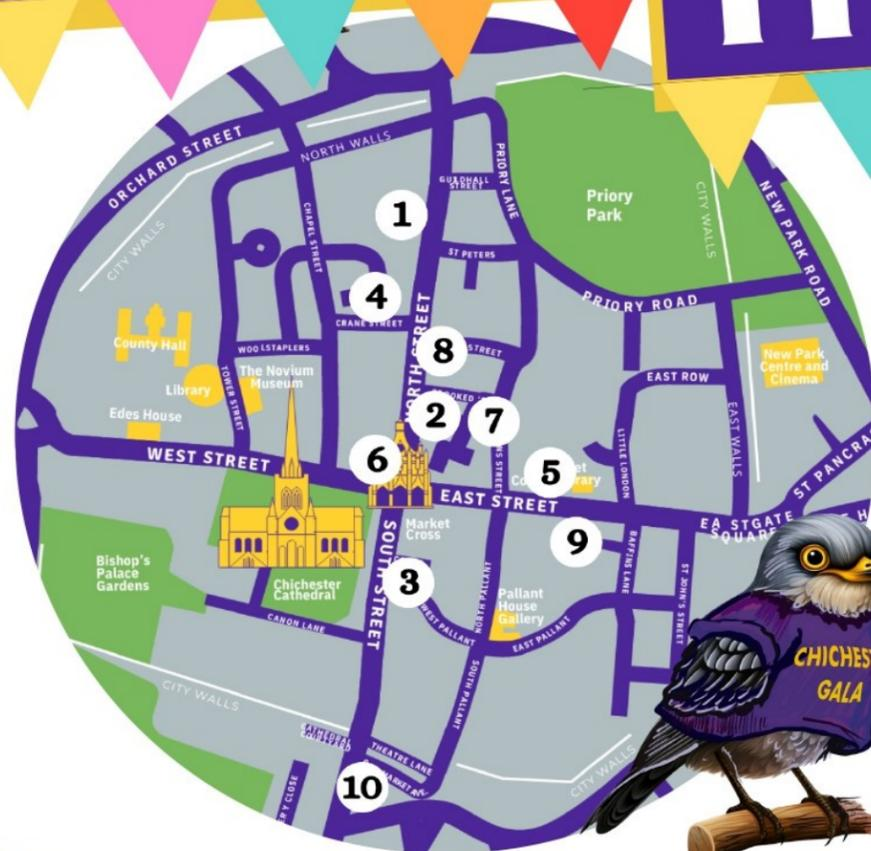 ORCHARD STREET
NORTH WALLS
CITY WALLS
PRIORY LANE
GUILDHALL
STREET
Priory
Park
CITY WALLS
NEW PARK ROAD
1
CHAPEL STREET
ST PETERS
4
PRIORY ROAD
CRANE STREET
NORTH STREET
County Hall
WOOLSTAPLERS
8
STREET
New Park
Centre and
Cinema
The Novium
Museum
Library
TOWER STREET
EAST ROW
Edes House
2
7
EAST WALLS
WEST STREET
6
5
LITTLE LONDON
ST PANCRAS
EAST STREET
EASTGATE
SQUARE
Market
Cross
9
SOUTH STREET
BAFFINS LANE
Bishop's
Palace
Gardens
Chichester
Cathedral
3
NORTH PALLANT
Pallant
House
Gallery
ST JOHN'S STREET
WEST PALLANT
EAST PALLANT
CANON LANE
CHICHES
GALA
SOUTH PALLANT
CITY WALLS
THEATRE LANE
CITY WALLS
10